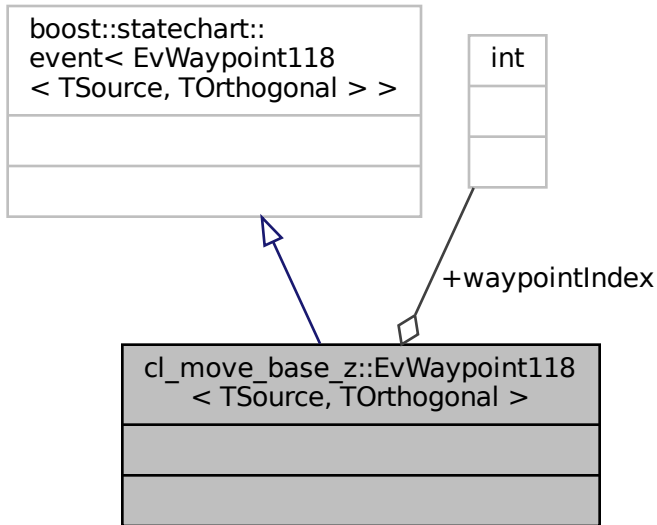 boost::statechart::
event< EvWaypoint118
< TSource, TOrthogonal > >
int
+waypointIndex
cl_move_base_z::EvWaypoint118
< TSource, TOrthogonal >